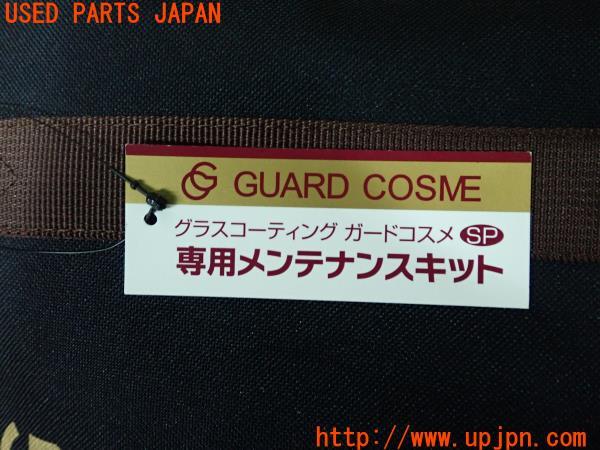 USED PARTS JAPAN
GUARD COSME
グラスコーティング ガードコスメ SP
専用メンテナンスキット
http://www.upjpn.com/